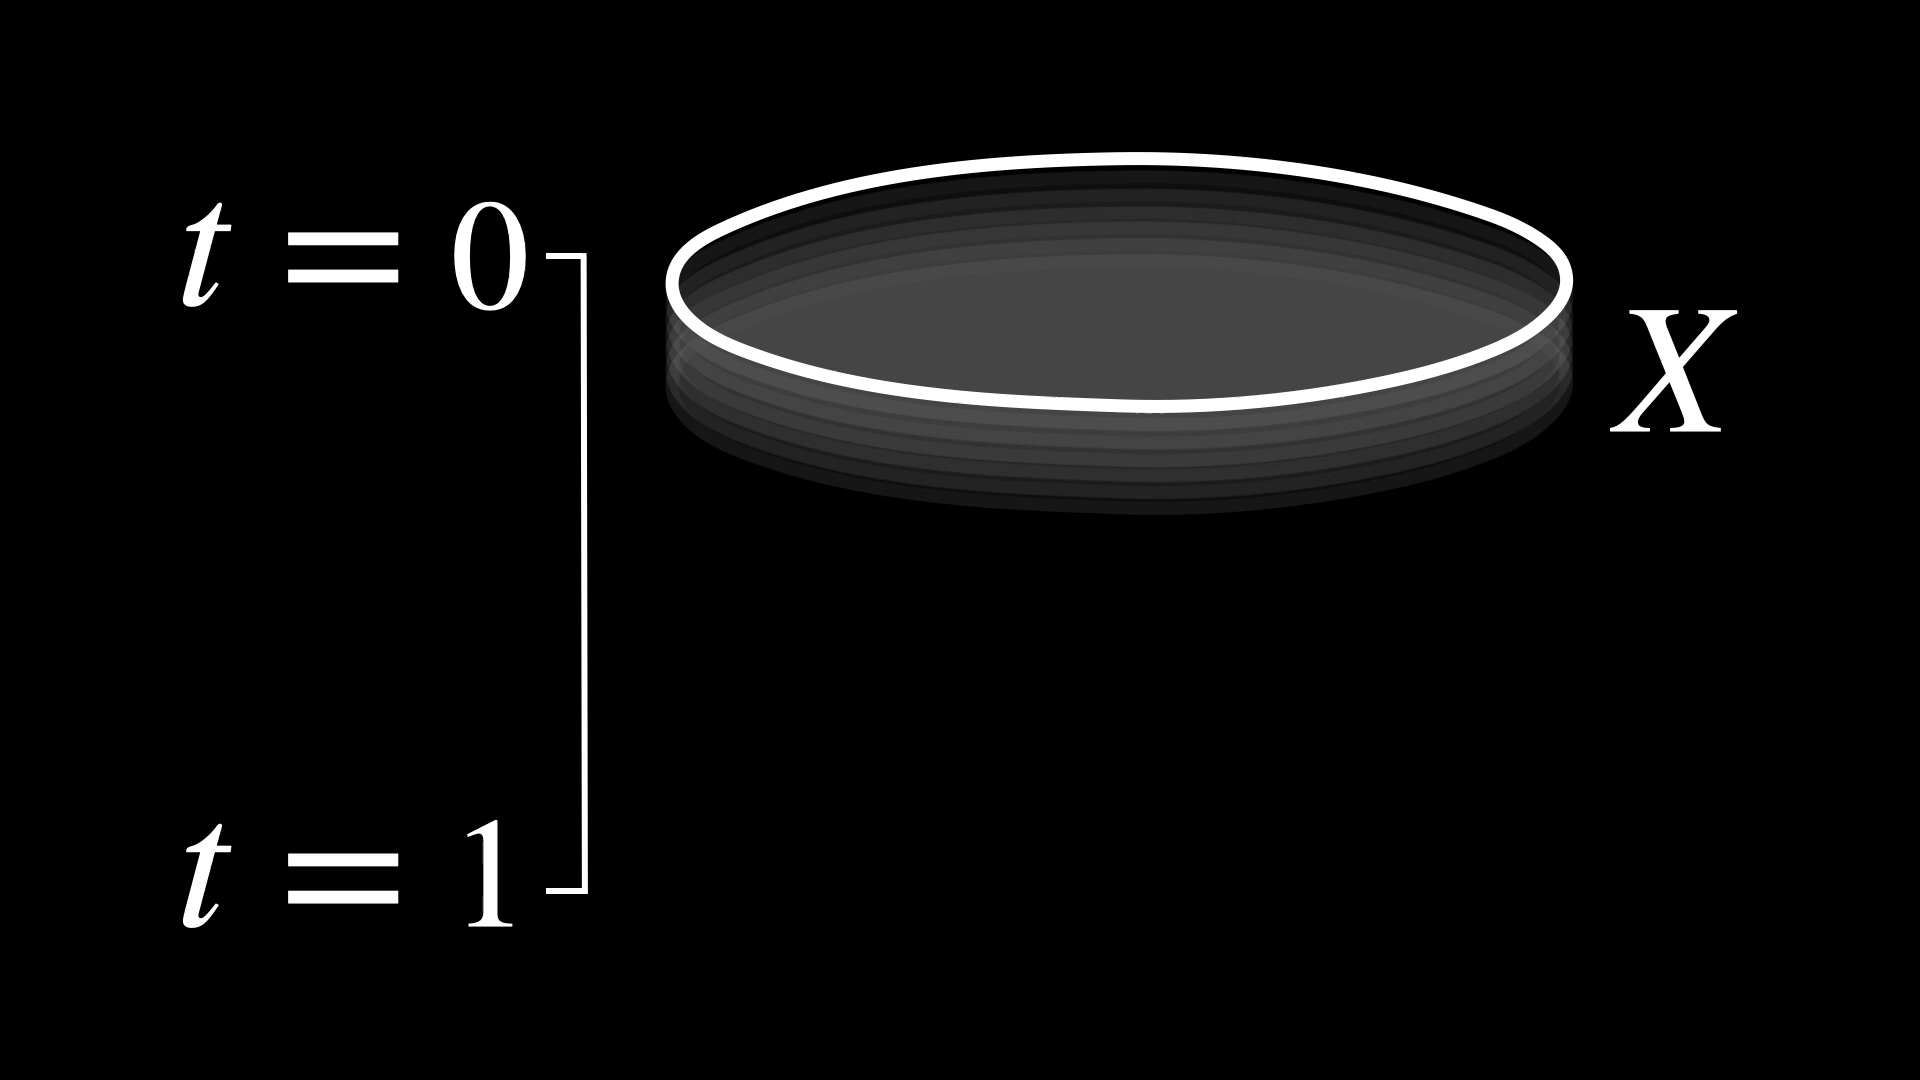 t = 0
X
t = 1